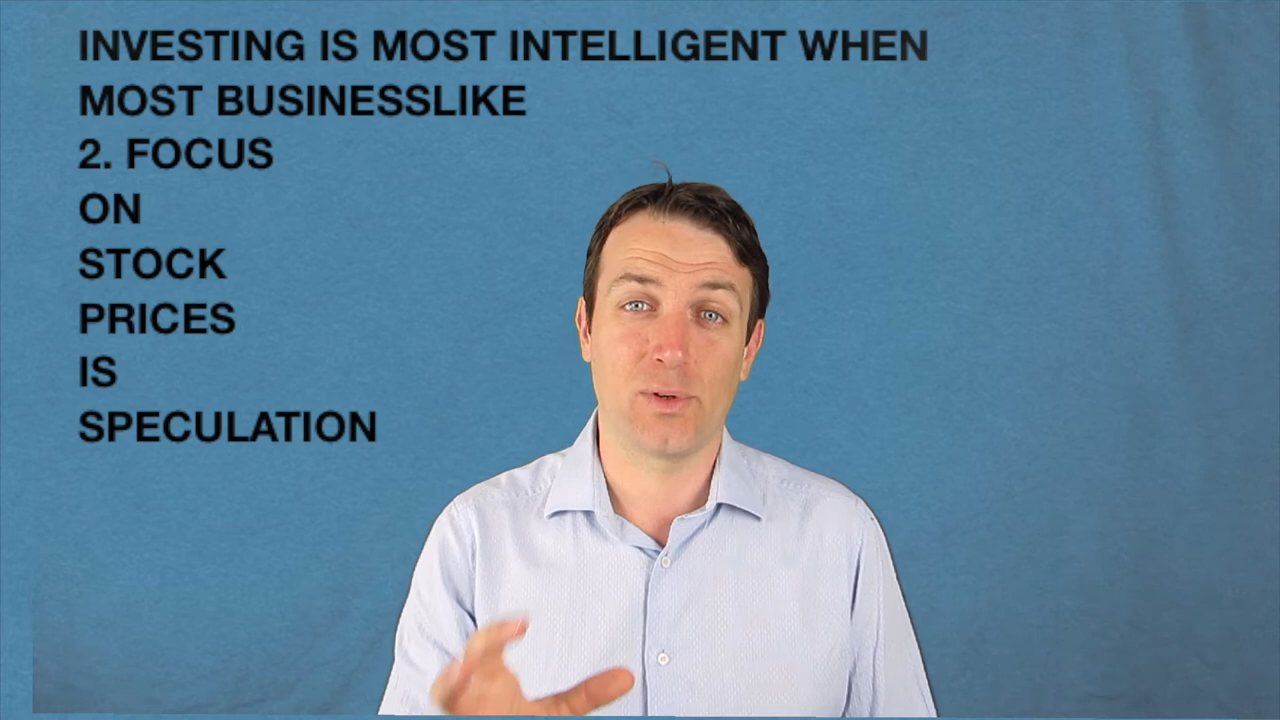 INVESTING IS MOST INTELLIGENT WHEN
MOST BUSINESSLIKE
2. FOCUS
ON
STOCK
PRICES
IS
SPECULATION